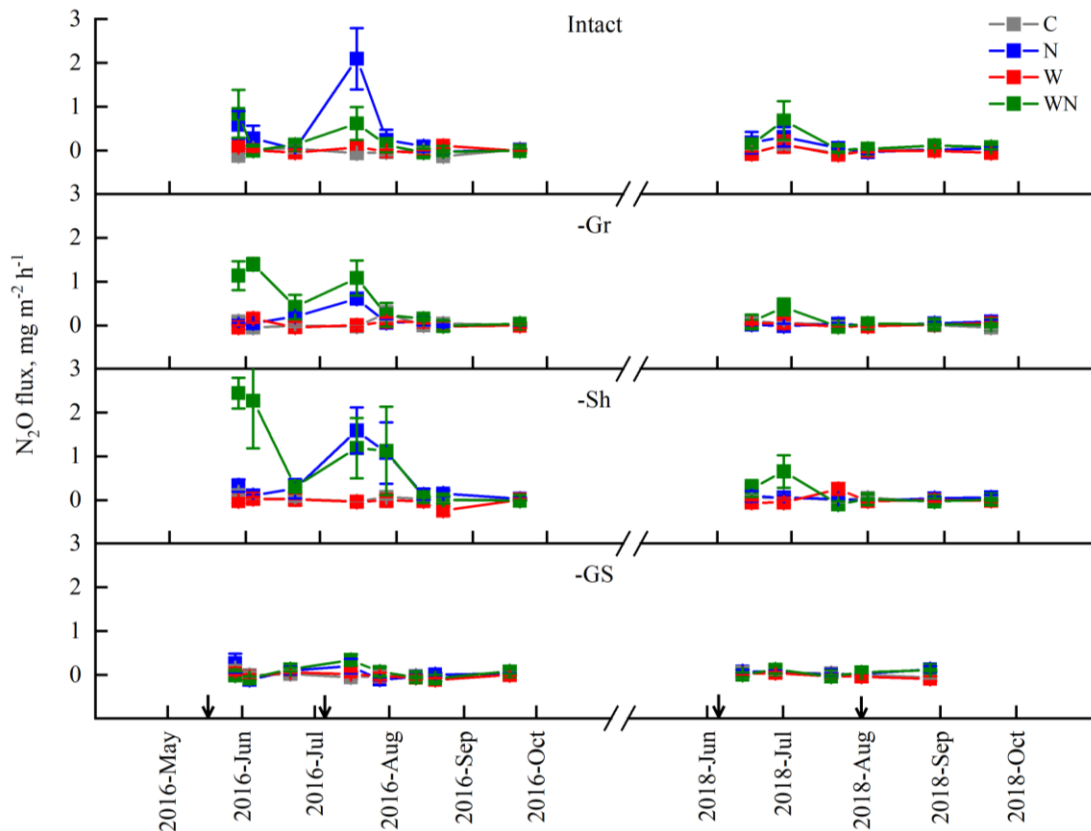 3
Intact
C
N
W
WN
2
1
0
3
-Gr
2
1
0
3
-Sh
2
1
0
3
-GS
2
1
0
N₂O flux, mg m⁻² h⁻¹
2016-May
2016-Jun
2016-Jul
2016-Aug
2016-Sep
2016-Oct
2018-Jun
2018-Jul
2018-Aug
2018-Sep
2018-Oct